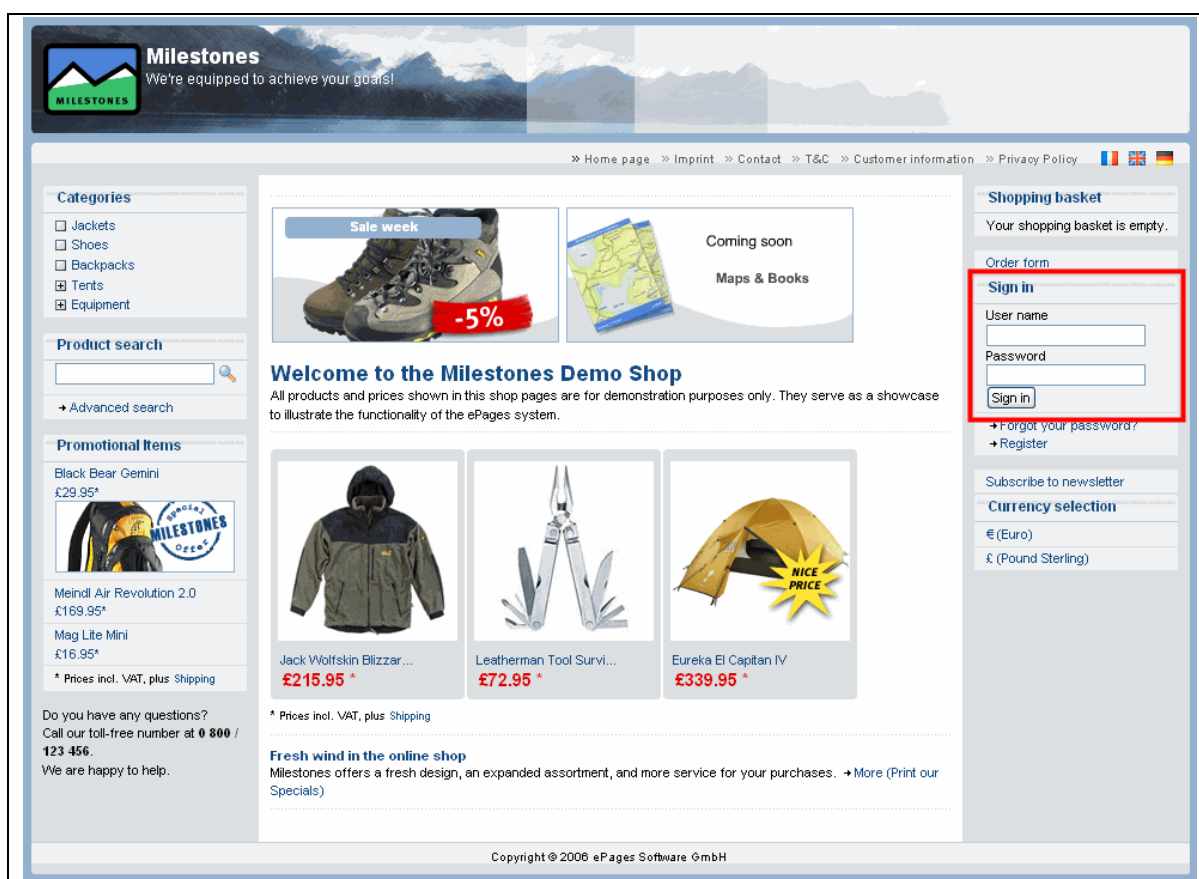 Milestones
We're equipped to achieve your goals!
MILESTONES
» Home page » Imprint » Contact » T&C » Customer information » Privacy Policy
Categories
Jackets
Shoes
Backpacks
Tents
Equipment
Product search
Advanced search
Promotional Items
Black Bear Gemini
£29.95*
special
MILESTONES
Offer
Meindl Air Revolution 2.0
£169.95*
Mag Lite Mini
£16.95*
* Prices incl. VAT, plus Shipping
Do you have any questions?
Call our toll-free number at 0 800 /
123 456.
We are happy to help.
Sale week
-5%
Coming soon
Maps & Books
Welcome to the Milestones Demo Shop
All products and prices shown in this shop pages are for demonstration purposes only. They serve as a showcase
to illustrate the functionality of the ePages system.
NICE
PRICE
Jack Wolfskin Blizzar...
£215.95 *
Leatherman Tool Survi...
£72.95 *
Eureka El Capitan IV
£339.95 *
* Prices incl. VAT, plus Shipping
Fresh wind in the online shop
Milestones offers a fresh design, an expanded assortment, and more service for your purchases. More (Print our
Specials)
Shopping basket
Your shopping basket is empty.
Order form
Sign in
User name
Password
Sign in
Forgot your password?
Register
Subscribe to newsletter
Currency selection
€ (Euro)
£ (Pound Sterling)
Copyright © 2006 ePages Software GmbH